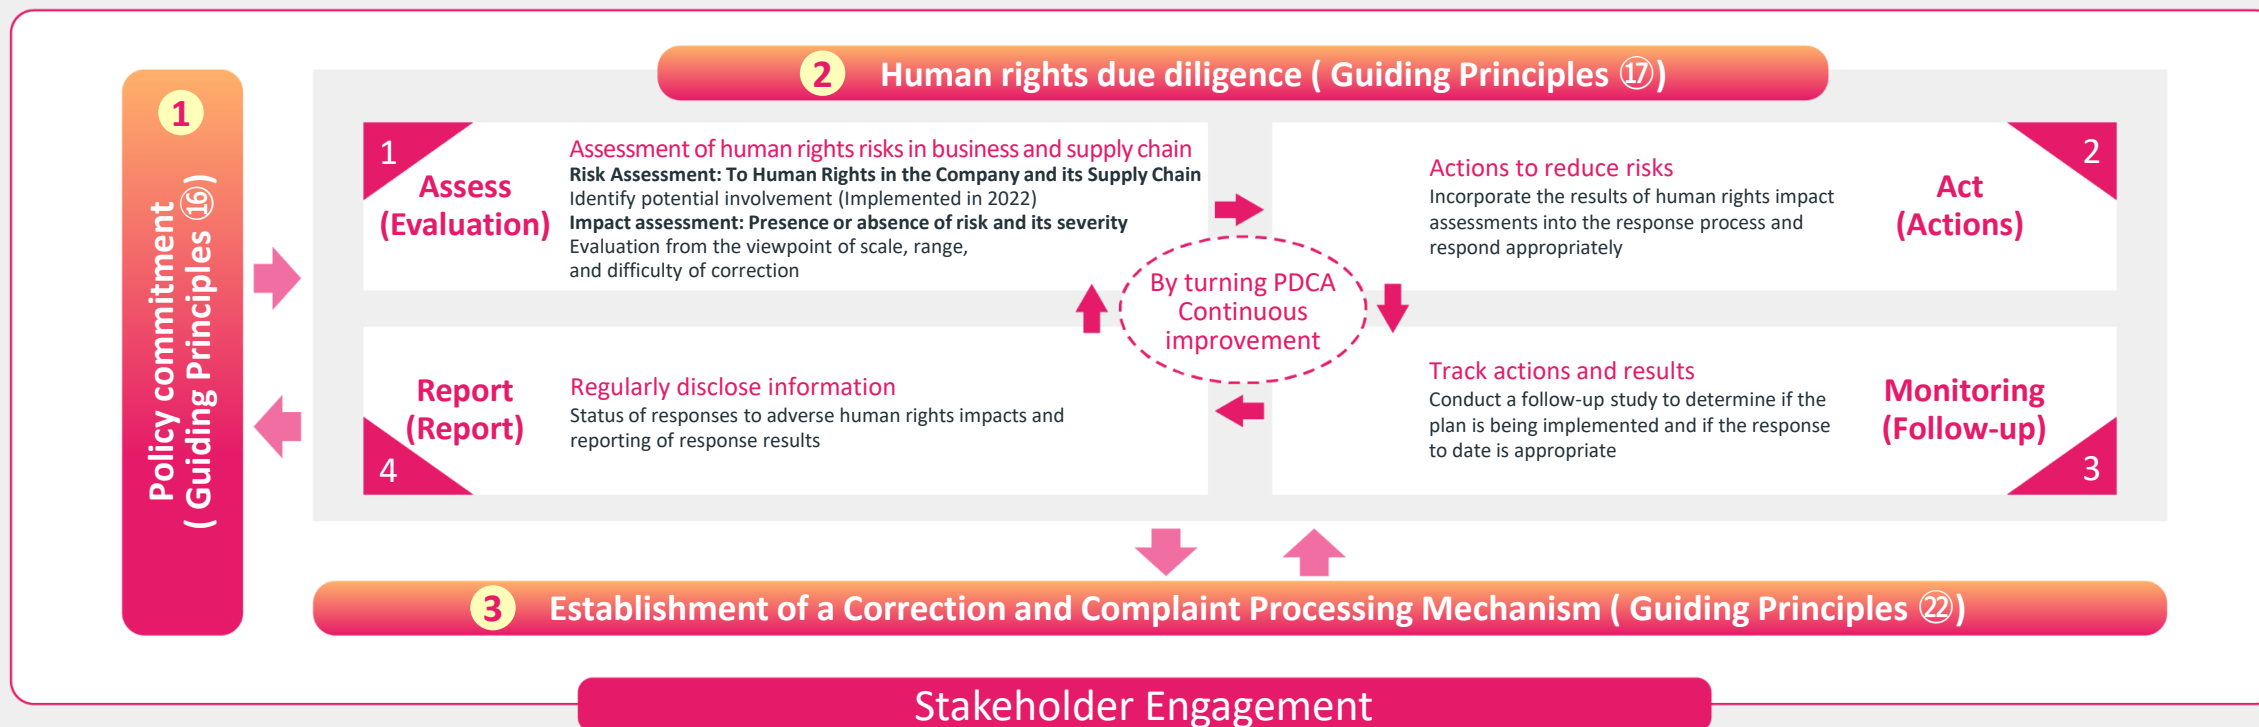 1
Policy commitment
( Guiding Principles ⑯)
2 Human rights due diligence ( Guiding Principles ⑰)
1
Assess
(Evaluation)
Assessment of human rights risks in business and supply chain
Risk Assessment: To Human Rights in the Company and its Supply Chain
Identify potential involvement (Implemented in 2022)
Impact assessment: Presence or absence of risk and its severity
Evaluation from the viewpoint of scale, range,
and difficulty of correction
Actions to reduce risks
Incorporate the results of human rights impact
assessments into the response process and
respond appropriately
Act
(Actions)
2
By turning PDCA
Continuous
improvement
Track actions and results
Conduct a follow-up study to determine if the
plan is being implemented and if the response
to date is appropriate
Monitoring
(Follow-up)
3
Report
(Report)
4
Regularly disclose information
Status of responses to adverse human rights impacts and
reporting of response results
3 Establishment of a Correction and Complaint Processing Mechanism ( Guiding Principles ㉒)
Stakeholder Engagement